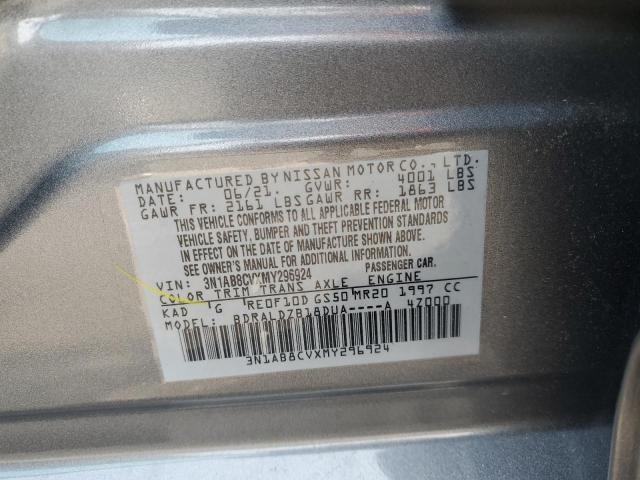 MANUFACTURED BY NISSAN MOTOR CO., LTD.
DATE: 06/21. GVWR: 4001 LBS
GAWR FR: 2161 LBS GAWR RR: 1863 LBS
THIS VEHICLE CONFORMS TO ALL APPLICABLE FEDERAL MOTOR
VEHICLE SAFETY, BUMPER AND THEFT PREVENTION STANDARDS
IN EFFECT ON THE DATE OF MANUFACTURE SHOWN ABOVE.
SEE OWNER'S MANUAL FOR ADDITIONAL INFORMATION.
VIN: 3N1AB8CVXMY296924 PASSENGER CAR.
COLOR TRIM TRANS AXLE ENGINE
KAD G RE0F10D GS50 MR20 1997 CC
MODEL: BDRALDZB18DUA----A 4Z000
3N1AB8CVXMY296924